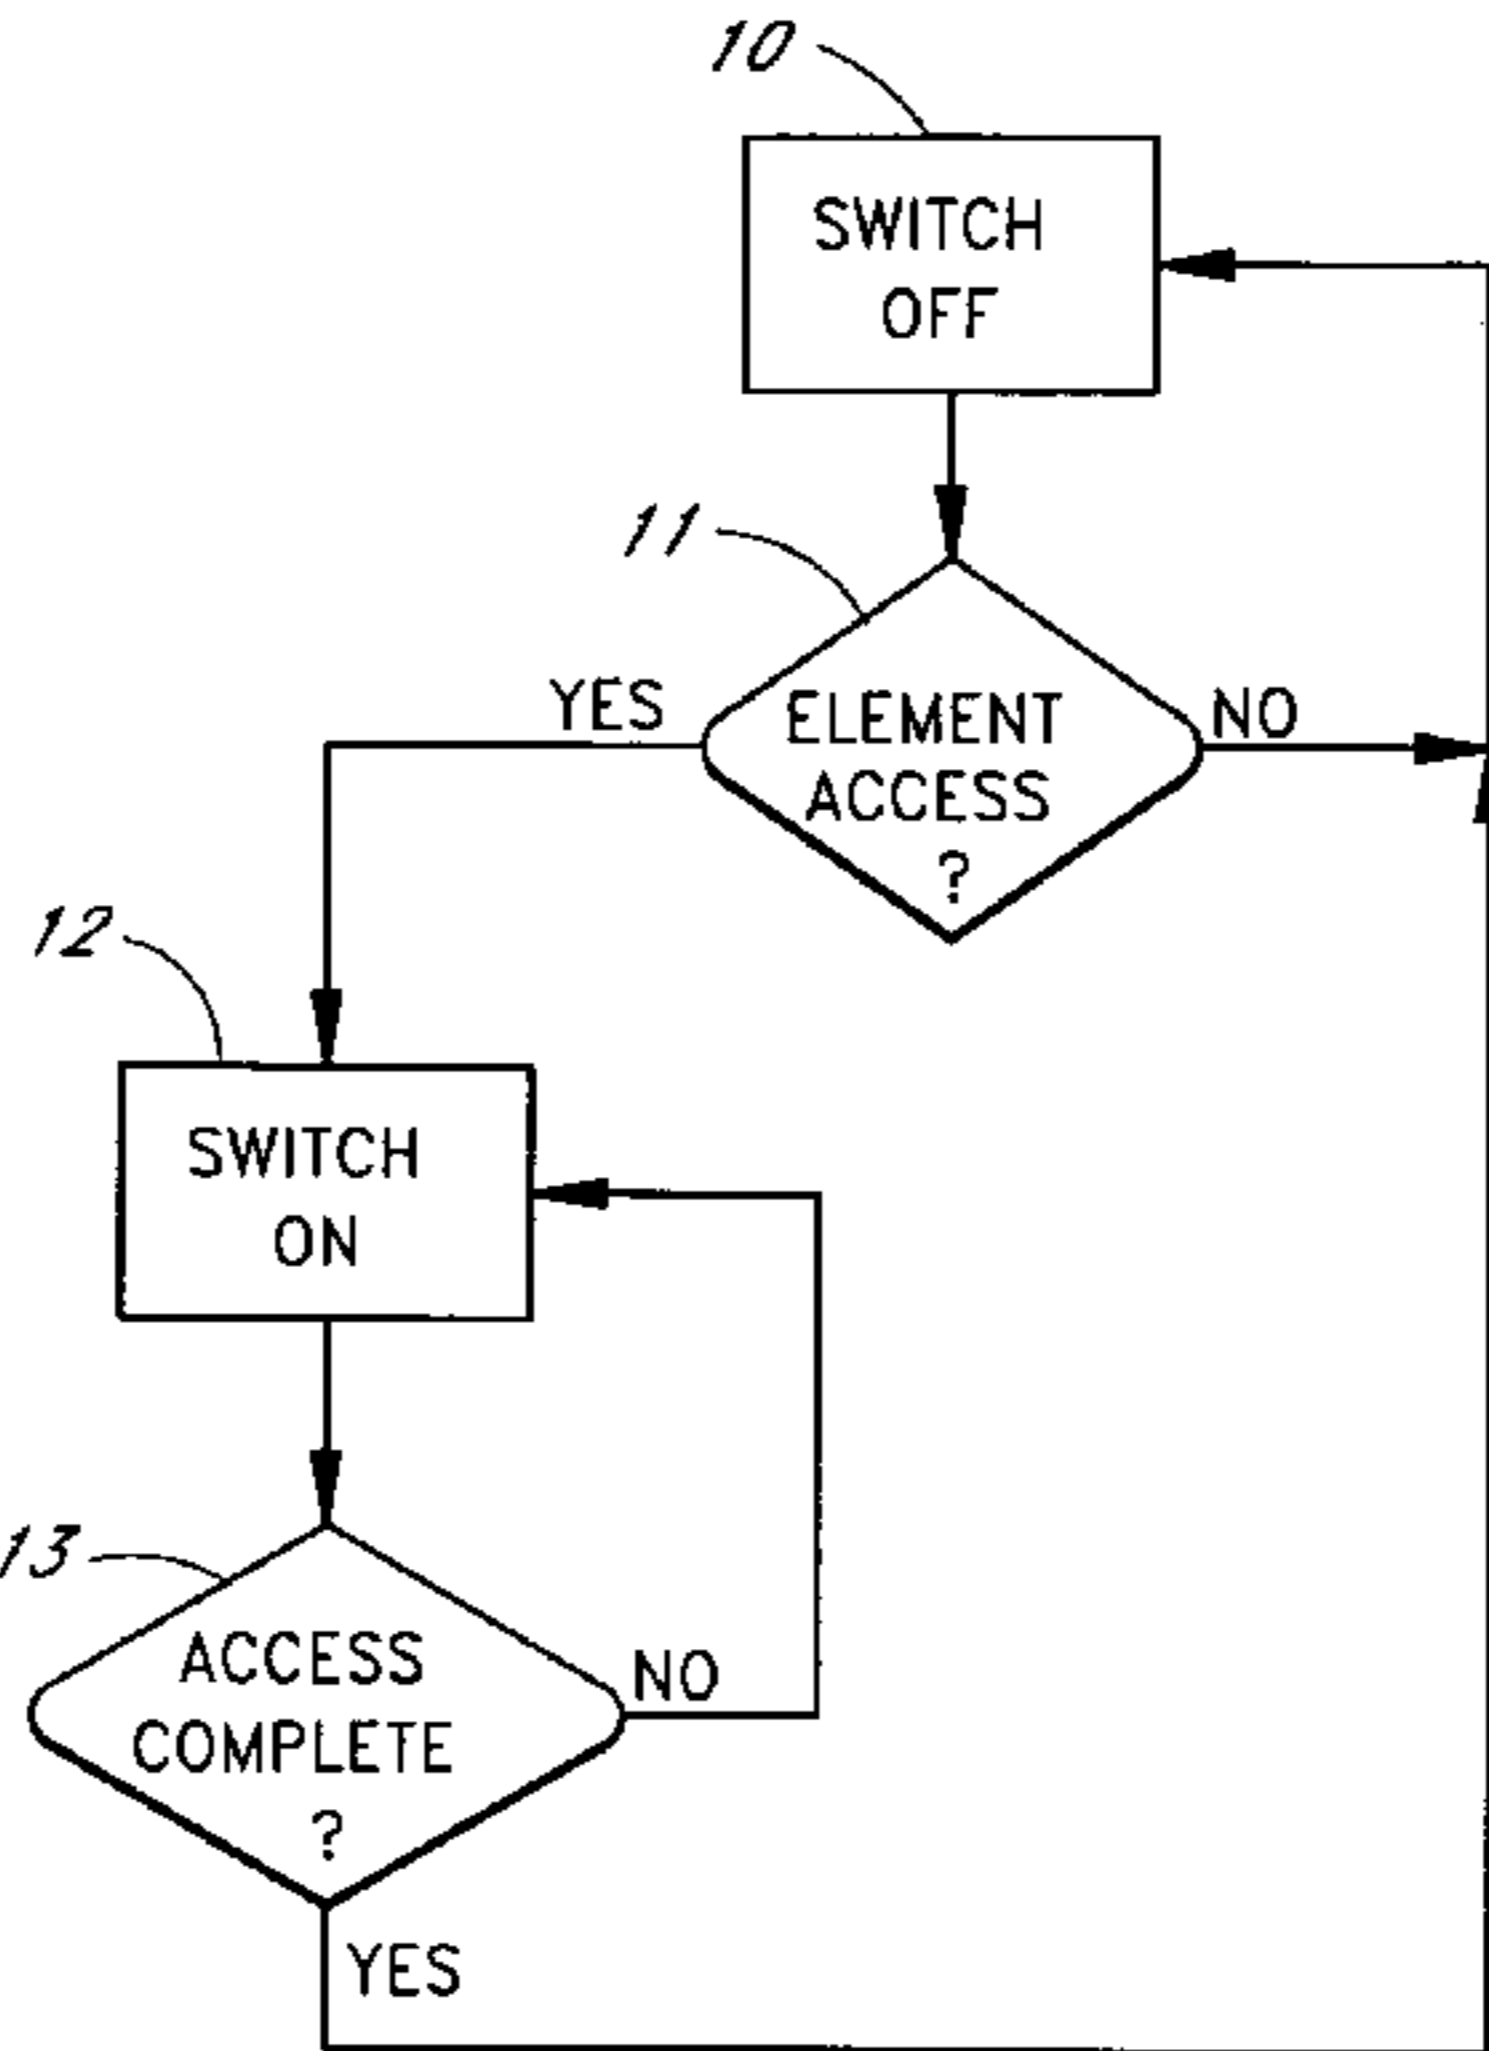 10
SWITCH
OFF
11
YES
ELEMENT
ACCESS
?
NO
12
SWITCH
ON
13
ACCESS
COMPLETE
?
NO
YES